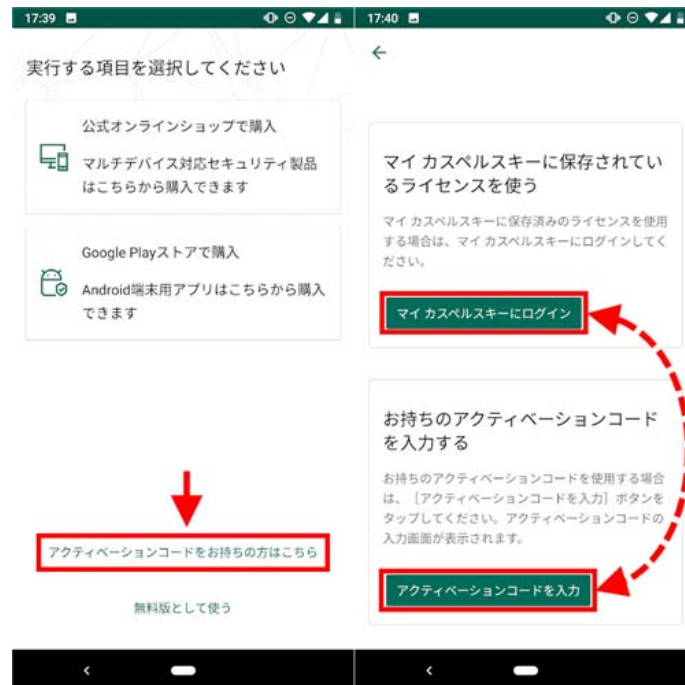 17:39
実行する項目を選択してください
公式オンラインショップで購入
マルチデバイス対応セキュリティ製品
はこちらから購入できます
Google Playストアで購入
Android端末用アプリはこちらから購入
できます
アクティベーションコードをお持ちの方はこちら
無料版として使う
17:40
マイ カスペルスキーに保存されてい
るライセンスを使う
マイ カスペルスキーに保存済みのライセンスを使用
する場合は、マイ カスペルスキーにログインしてく
ださい。
マイ カスペルスキーにログイン
お持ちのアクティベーションコード
を入力する
お持ちのアクティベーションコードを使用する場合
は、［アクティベーションコードを入力］ボタンを
タップしてください。アクティベーションコードの
入力画面が表示されます。
アクティベーションコードを入力